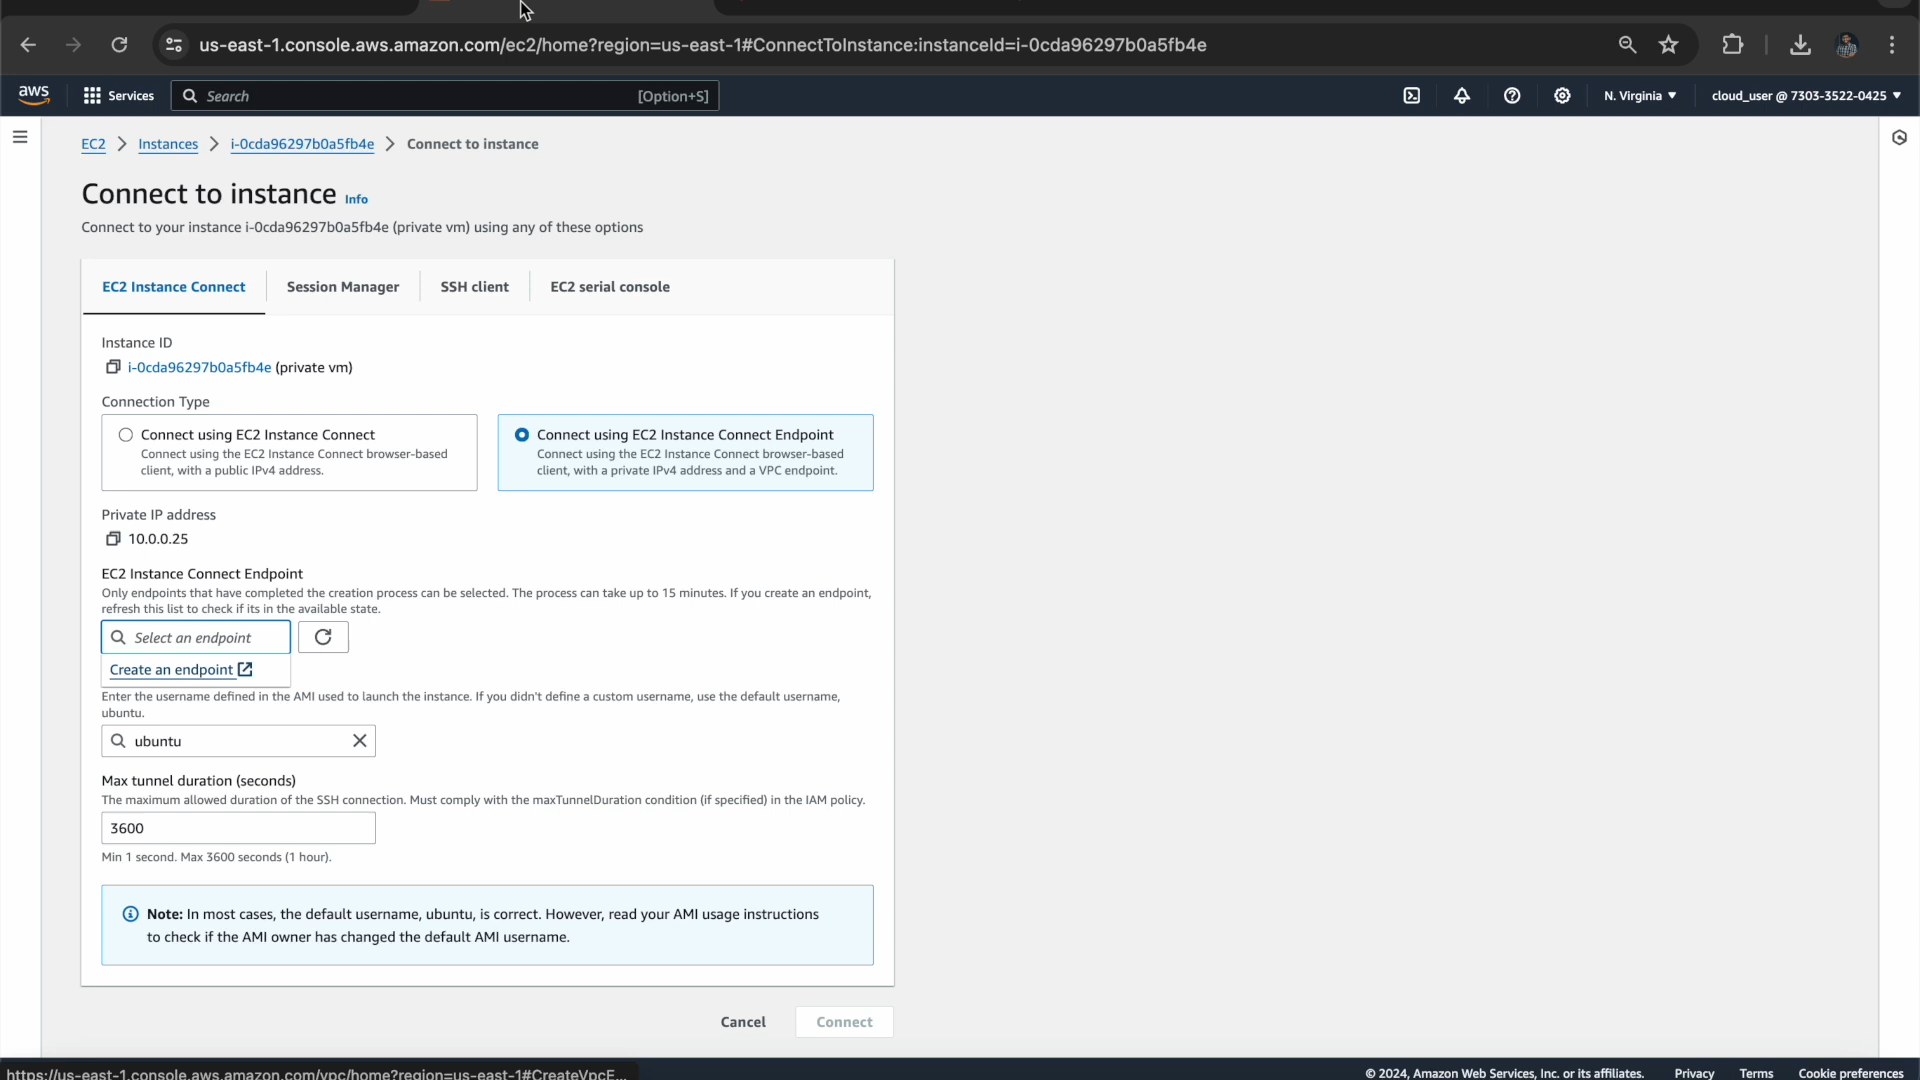 us-east-1.console.aws.amazon.com/ec2/home?region=us-east-1#ConnectToInstance:instanceId=i-0cda96297b0a5fb4e
aws
Services
Search
[Option+S]
N. Virginia
cloud_user @ 7303-3522-0425
EC2 > Instances > i-0cda96297b0a5fb4e > Connect to instance
Connect to instance Info
Connect to your instance i-0cda96297b0a5fb4e (private vm) using any of these options
EC2 Instance Connect
Session Manager
SSH client
EC2 serial console
Instance ID
i-0cda96297b0a5fb4e (private vm)
Connection Type
Connect using EC2 Instance Connect
Connect using the EC2 Instance Connect browser-based
client, with a public IPv4 address.
Connect using EC2 Instance Connect Endpoint
Connect using the EC2 Instance Connect browser-based
client, with a private IPv4 address and a VPC endpoint.
Private IP address
10.0.0.25
EC2 Instance Connect Endpoint
Only endpoints that have completed the creation process can be selected. The process can take up to 15 minutes. If you create an endpoint,
refresh this list to check if its in the available state.
Select an endpoint
Create an endpoint
Enter the username defined in the AMI used to launch the instance. If you didn't define a custom username, use the default username,
ubuntu.
ubuntu
Max tunnel duration (seconds)
The maximum allowed duration of the SSH connection. Must comply with the maxTunnelDuration condition (if specified) in the IAM policy.
3600
Min 1 second. Max 3600 seconds (1 hour).
Note: In most cases, the default username, ubuntu, is correct. However, read your AMI usage instructions
to check if the AMI owner has changed the default AMI username.
Cancel
Connect
https://us-east-1.console.aws.amazon.com/vpc/home?region=us-east-1#CreateVpcE...
© 2024, Amazon Web Services, Inc. or its affiliates.
Privacy
Terms
Cookie preferences